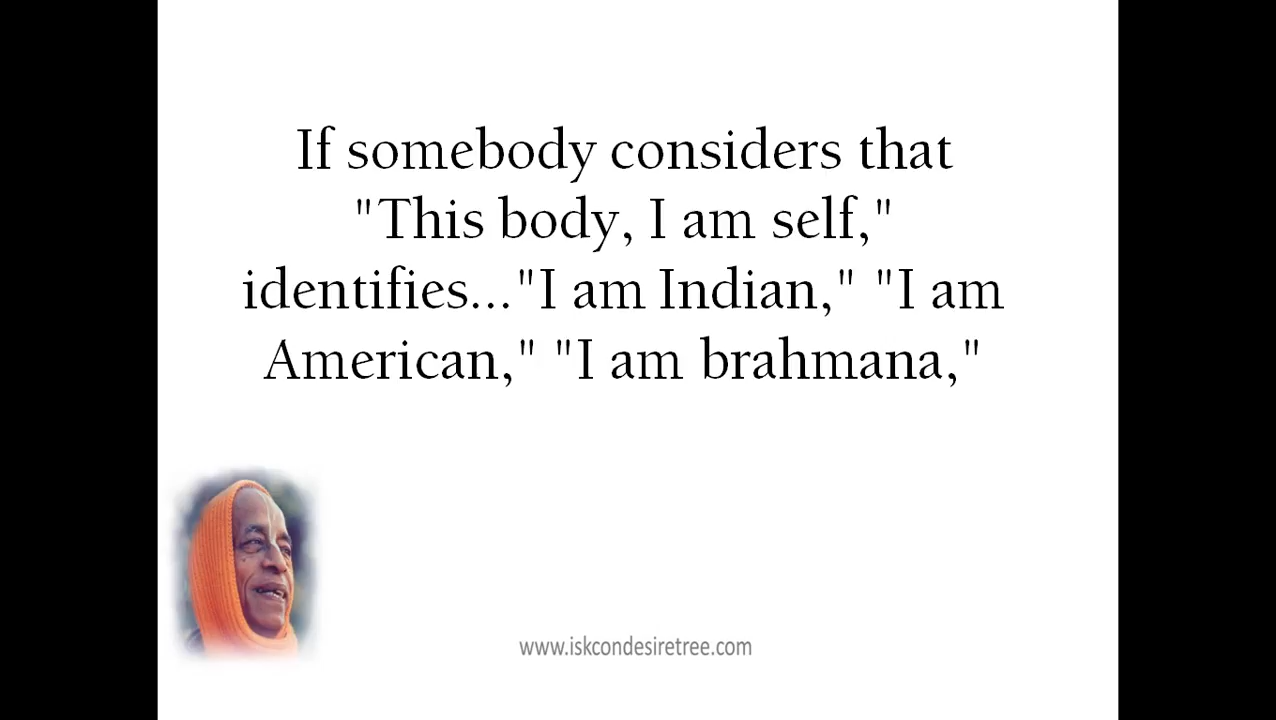 If somebody considers that
"This body, I am self,"
identifies..."I am Indian," "I am
American," "I am brahmana,"
www.iskcondesiretree.com